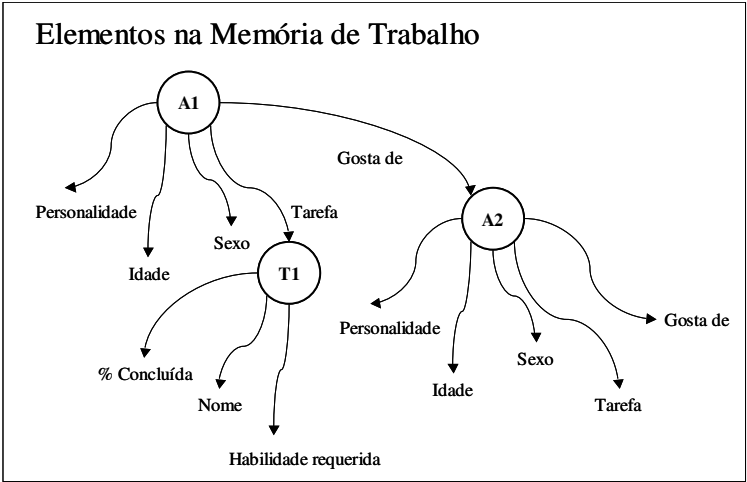 Elementos na Memória de Trabalho
A1
Gosta de
Personalidade
Tarefa
A2
Sexo
Idade
T1
Personalidade
Gosta de
Sexo
% Concluída
Idade
Nome
Tarefa
Habilidade requerida